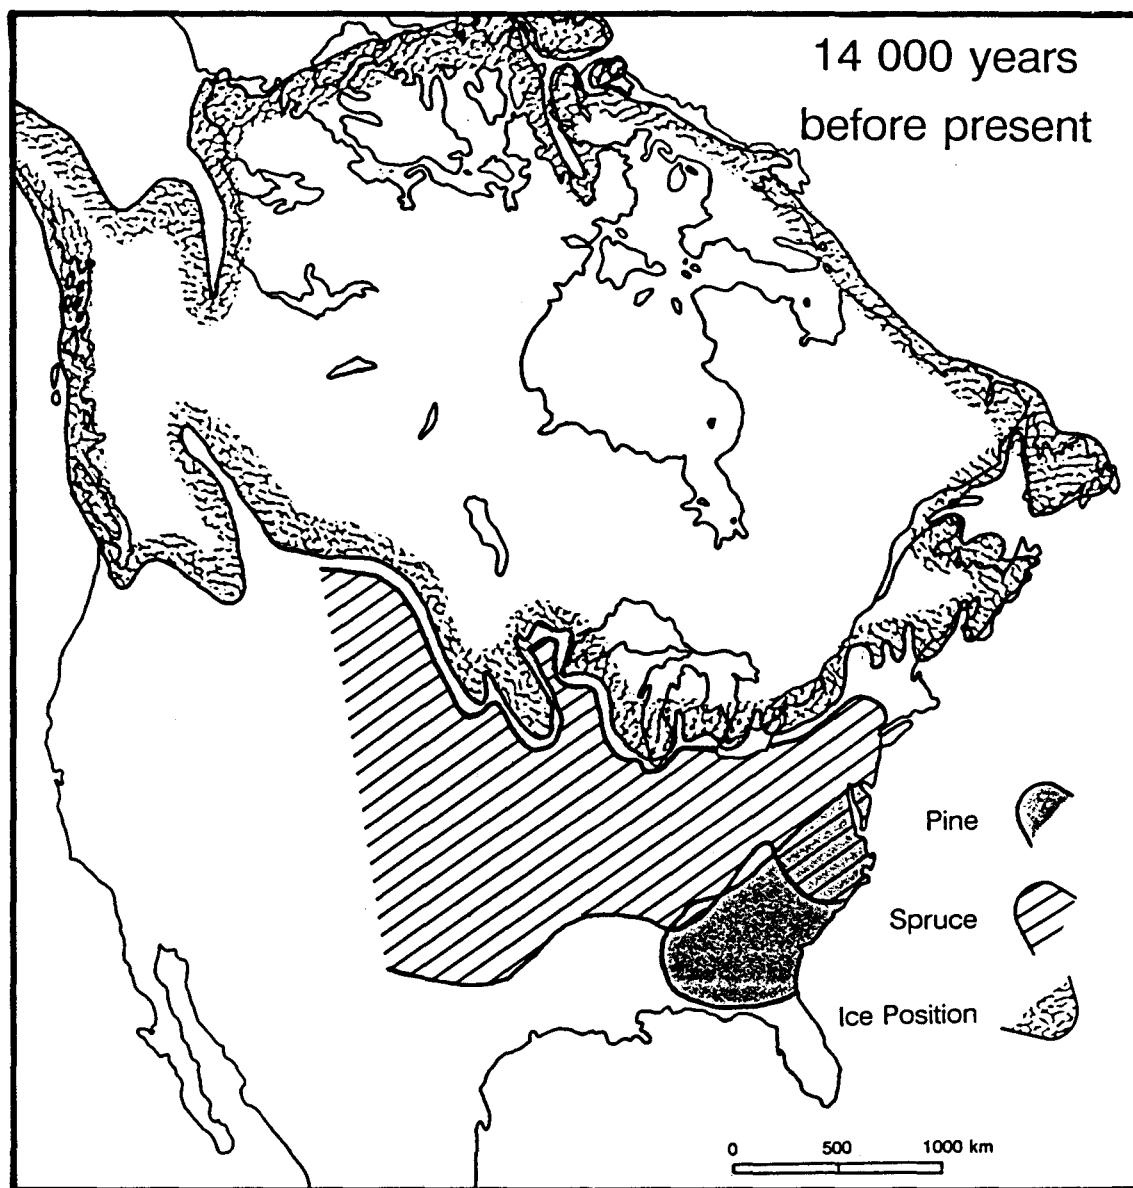 14 000 years
before present
Pine
Spruce
Ice Position
0 500 1000 km